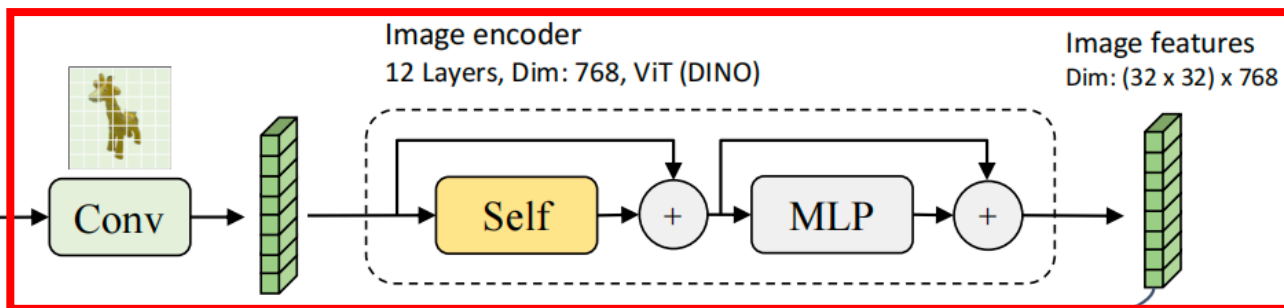 Image encoder
12 Layers, Dim: 768, ViT (DINO)
Image features
Dim: (32 x 32) x 768
Conv
Self
+
MLP
+